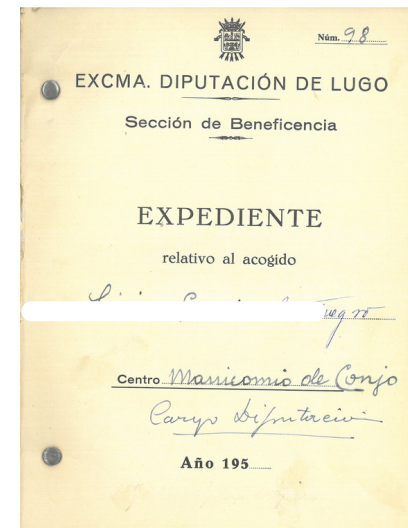 Núm. 98
EXCMA. DIPUTACIÓN DE LUGO
Sección de Beneficencia
EXPEDIENTE
relativo al acogido
Centro Manicomio de Conjo
Cargo Diputación
Año 195